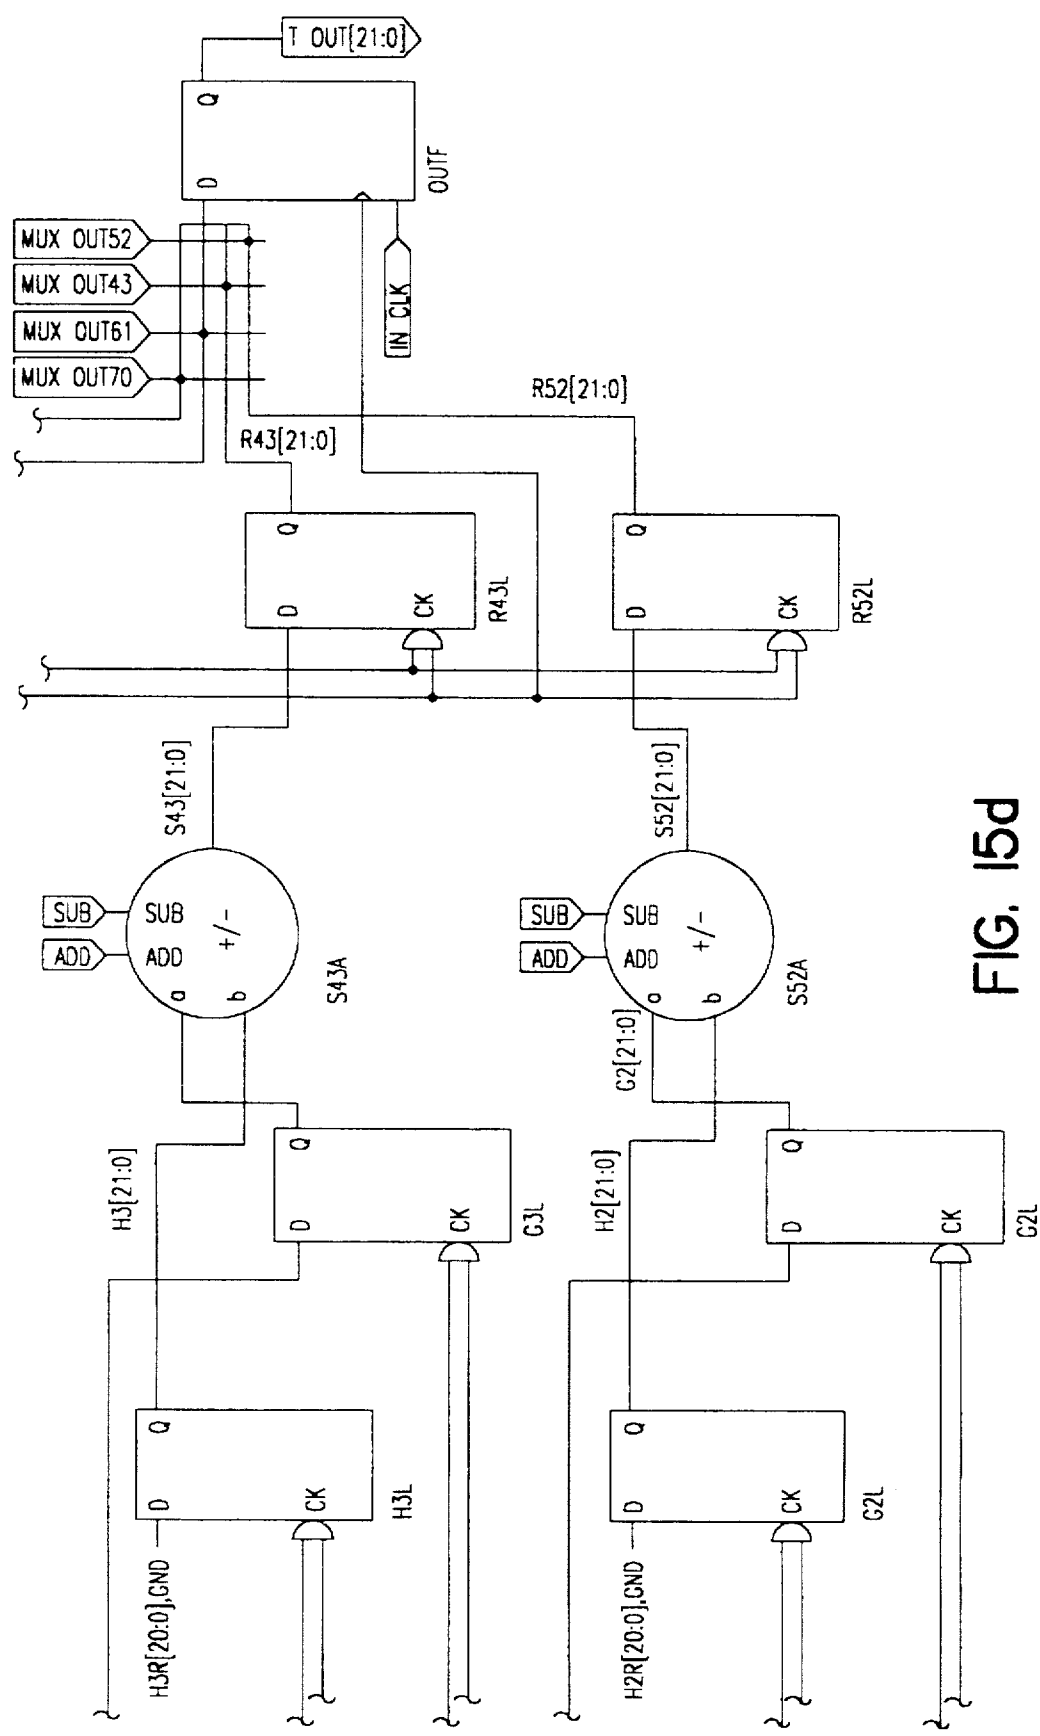 T OUT[21:0]
Q
D
OUTF
MUX OUT52
MUX OUT43
MUX OUT61
MUX OUT70
IN CLK
R52[21:0]
R43[21:0]
Q
D
CK
R43L
Q
D
CK
R52L
S43[21:0]
SUB
ADD
SUB
ADD
+/-
a
b
S43A
S52[21:0]
SUB
ADD
SUB
ADD
+/-
a
b
S52A
G2[21:0]
H3[21:0]
Q
D
CK
G3L
H2[21:0]
Q
D
CK
G2L
Q
D
CK
H3L
H3R[20:0],GND
Q
D
CK
G2L
H2R[20:0],GND
FIG. 15d